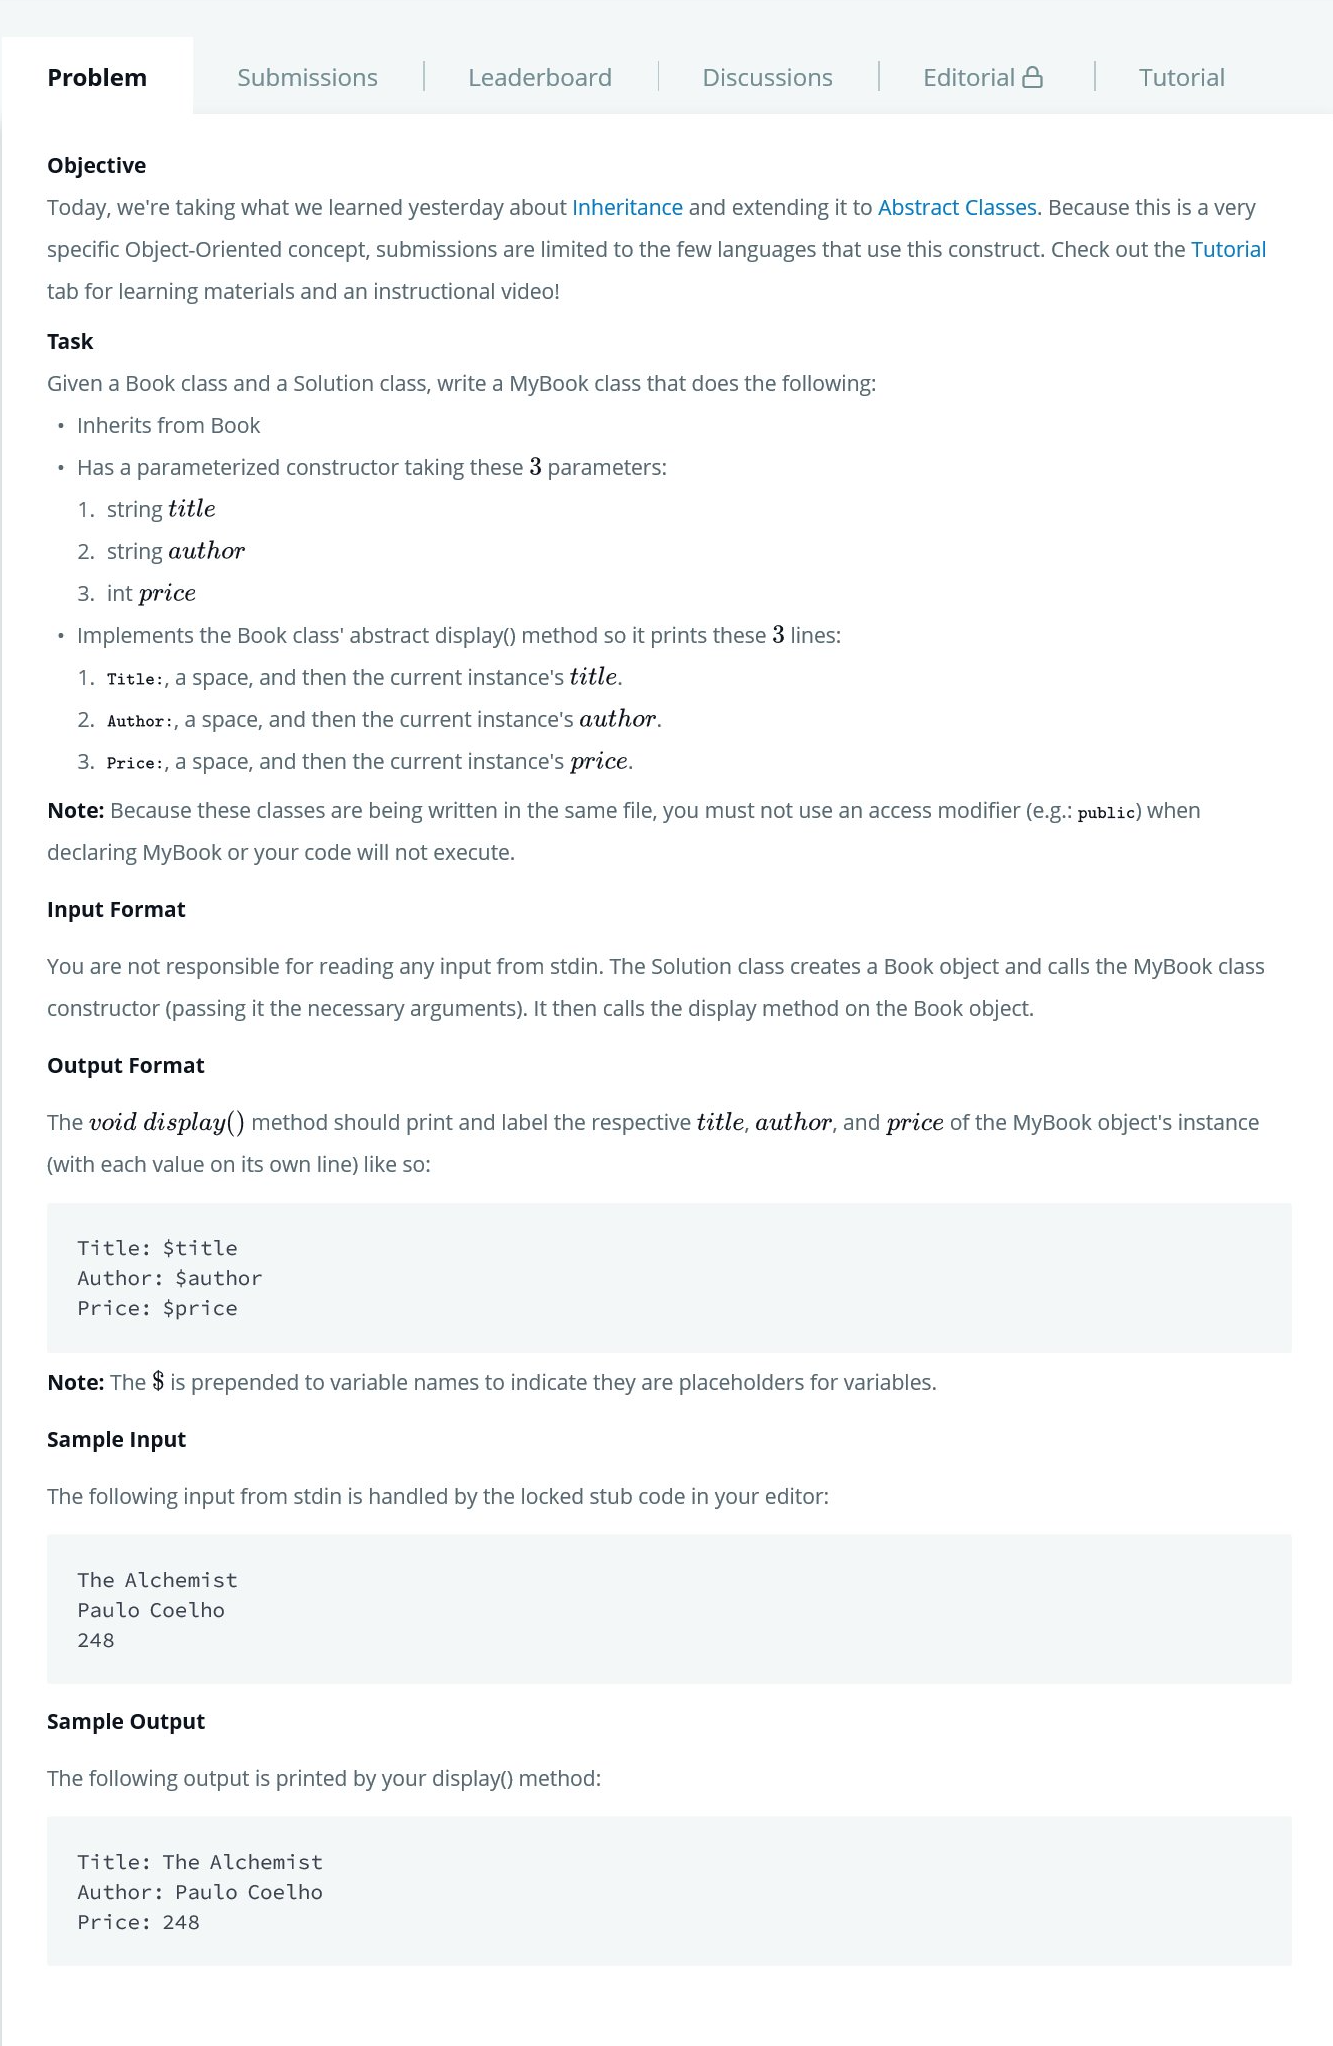 Problem
Submissions
Leaderboard
Discussions
Editorial
Tutorial
Objective
Today, we're taking what we learned yesterday about Inheritance and extending it to Abstract Classes. Because this is a very
specific Object-Oriented concept, submissions are limited to the few languages that use this construct. Check out the Tutorial
tab for learning materials and an instructional video!
Task
Given a Book class and a Solution class, write a MyBook class that does the following:
• Inherits from Book
• Has a parameterized constructor taking these 3 parameters:
1. string title
2. string author
3. int price
• Implements the Book class' abstract display() method so it prints these 3 lines:
1. Title:, a space, and then the current instance's title.
2. Author:, a space, and then the current instance's author.
3. Price:, a space, and then the current instance's price.
Note: Because these classes are being written in the same file, you must not use an access modifier (e.g.: public) when
declaring MyBook or your code will not execute.
Input Format
You are not responsible for reading any input from stdin. The Solution class creates a Book object and calls the MyBook class
constructor (passing it the necessary arguments). It then calls the display method on the Book object.
Output Format
The void display() method should print and label the respective title, author, and price of the MyBook object's instance
(with each value on its own line) like so:
Title: $title
Author: $author
Price: $price
Note: The $ is prepended to variable names to indicate they are placeholders for variables.
Sample Input
The following input from stdin is handled by the locked stub code in your editor:
The Alchemist
Paulo Coelho
248
Sample Output
The following output is printed by your display() method:
Title: The Alchemist
Author: Paulo Coelho
Price: 248